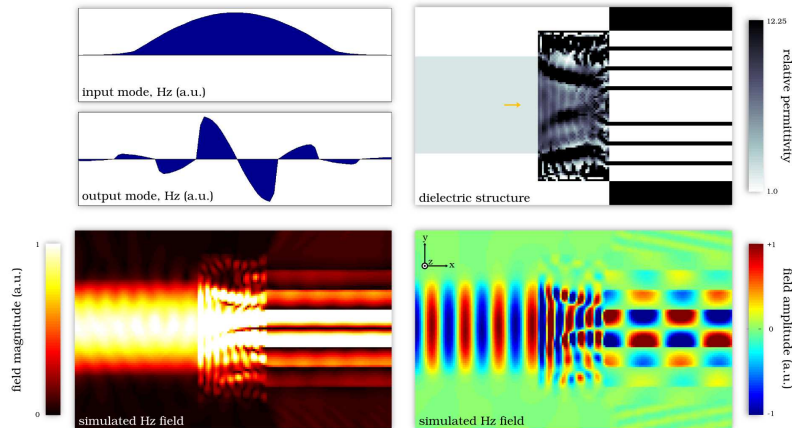 input mode, Hz (a.u.)
output mode, Hz (a.u.)
dielectric structure
12.25
1.0
relative permittivity
1
0
field magnitude (a.u.)
simulated Hz field
y
z
x
simulated Hz field
+1
0
-1
field amplitude (a.u.)